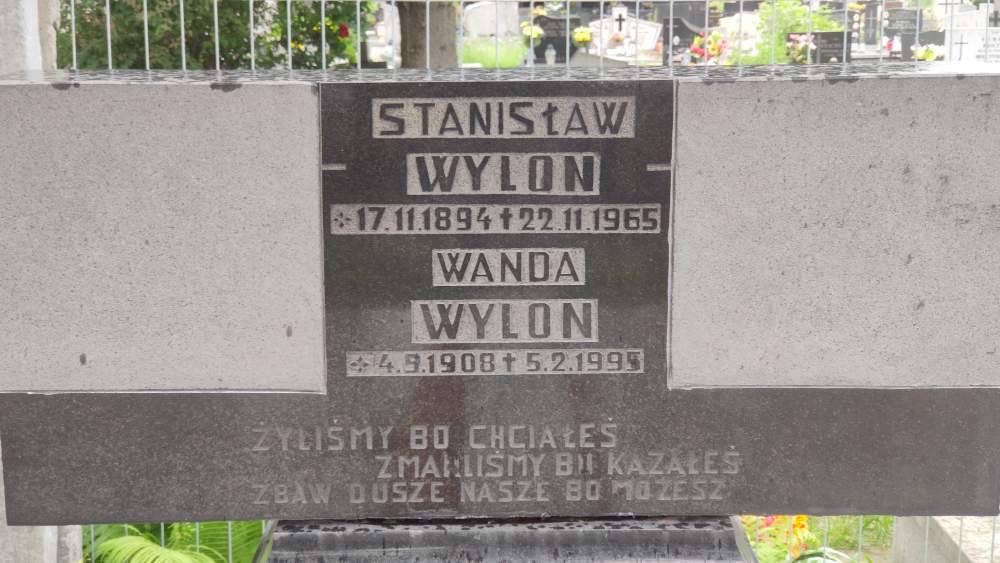 STANISŁAW
WYLON
17.11.1894 ✝ 22.11.1965
WANDA
WYLON
4.9.1908 ✝ 5.2.1995
ŻYLIŚMY BO CHCIAŁEŚ
ZMARLIŚMY BO KAZAŁEŚ
ZBAW DUSZE NASZE BO MOŻESZ